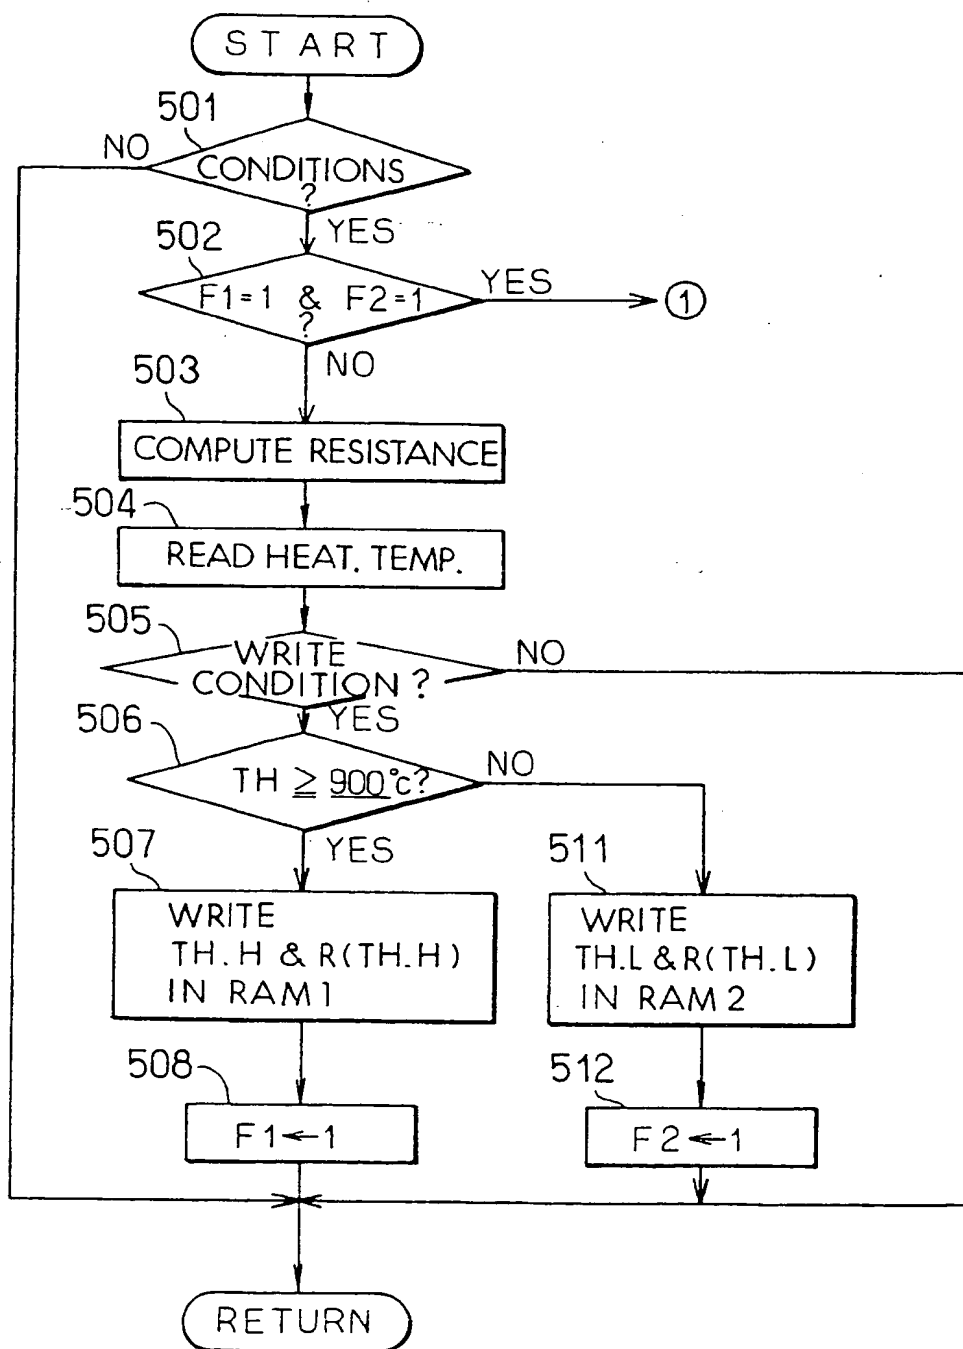 START
501
NO
CONDITIONS
?
YES
502
F1=1 & F2=1
?
YES
1
NO
503
COMPUTE RESISTANCE
504
READ HEAT. TEMP.
505
WRITE
CONDITION ?
NO
YES
506
TH ≧ 900°c?
NO
YES
507
WRITE
TH.H & R(TH.H)
IN RAM 1
511
WRITE
TH.L & R(TH.L)
IN RAM 2
508
F1←1
512
F2←1
RETURN